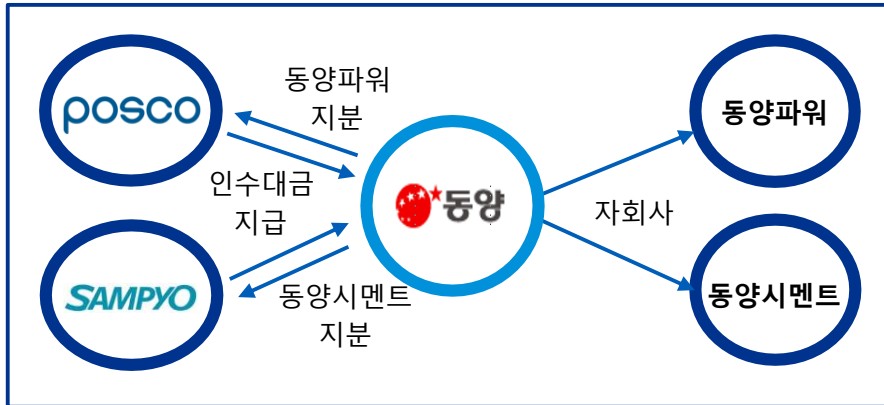 posco
동양파워
지분
인수대금
지급
SAMPYO
동양시멘트
지분
동양
자회사
동양파워
동양시멘트